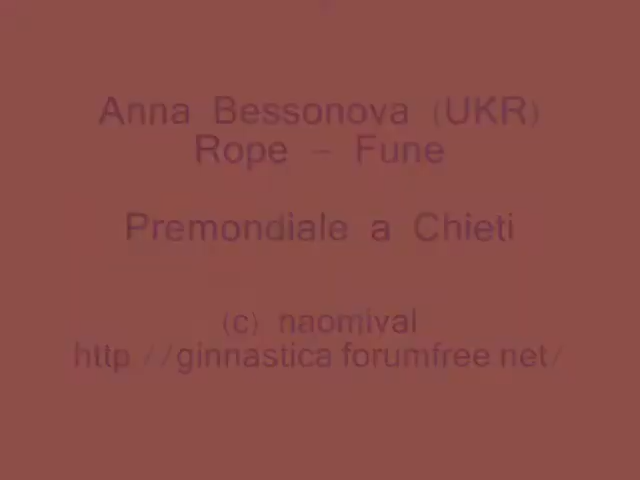 Anna Bessonova (UKR)
Rope - Fune
Premondiale a Chieti
(c) naomival
http://ginnastica.forumfree.net/